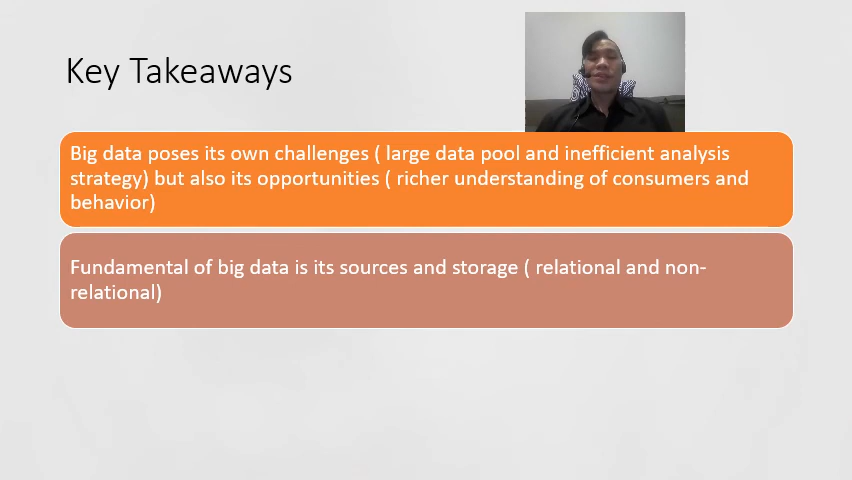 Key Takeaways
Big data poses its own challenges ( large data pool and inefficient analysis
strategy) but also its opportunities ( richer understanding of consumers and
behavior)
Fundamental of big data is its sources and storage ( relational and non-
relational)